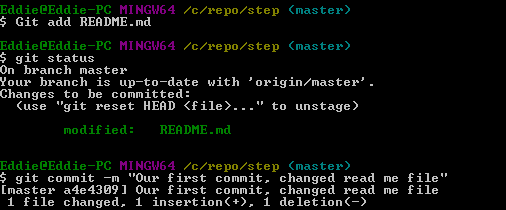 Eddie@Eddie-PC MINGW64 /c/repo/step (master)
$ Git add README.md
Eddie@Eddie-PC MINGW64 /c/repo/step (master)
$ git status
On branch master
Your branch is up-to-date with 'origin/master'.
Changes to be committed:
  (use "git reset HEAD <file>..." to unstage)
        modified:   README.md
Eddie@Eddie-PC MINGW64 /c/repo/step (master)
$ git commit -m "Our first commit, changed read me file"
[master a4e4309] Our first commit, changed read me file
 1 file changed, 1 insertion(+), 1 deletion(-)